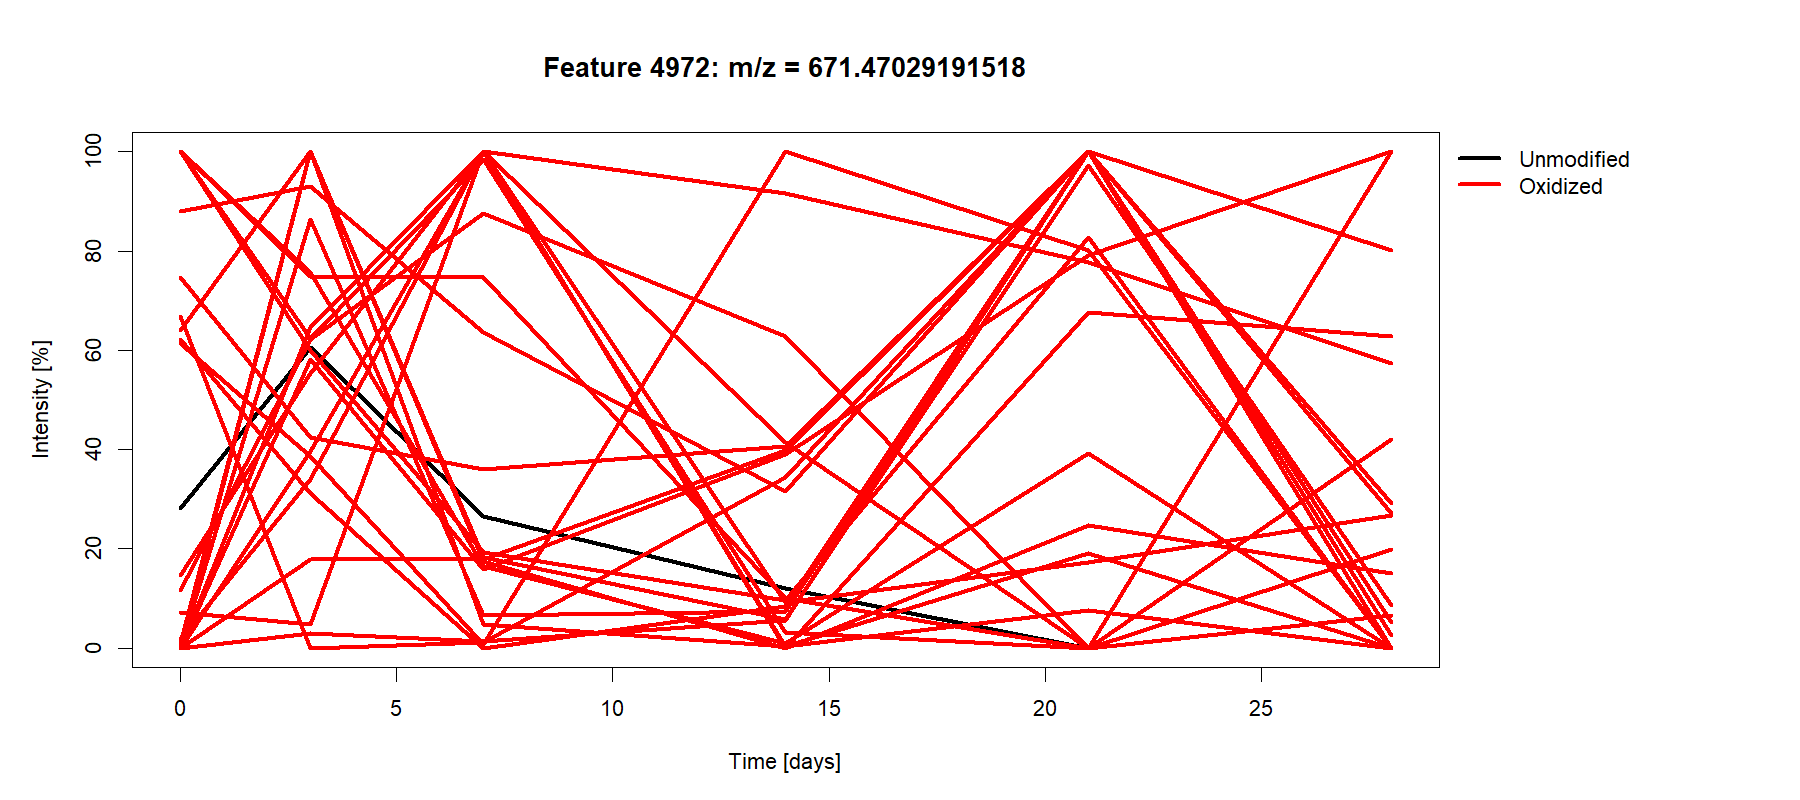 Feature 4972: m/z = 671.47029191518
Unmodified
Oxidized
Intensity [%]
100
80
60
40
20
0
0 5 10 15 20 25
Time [days]